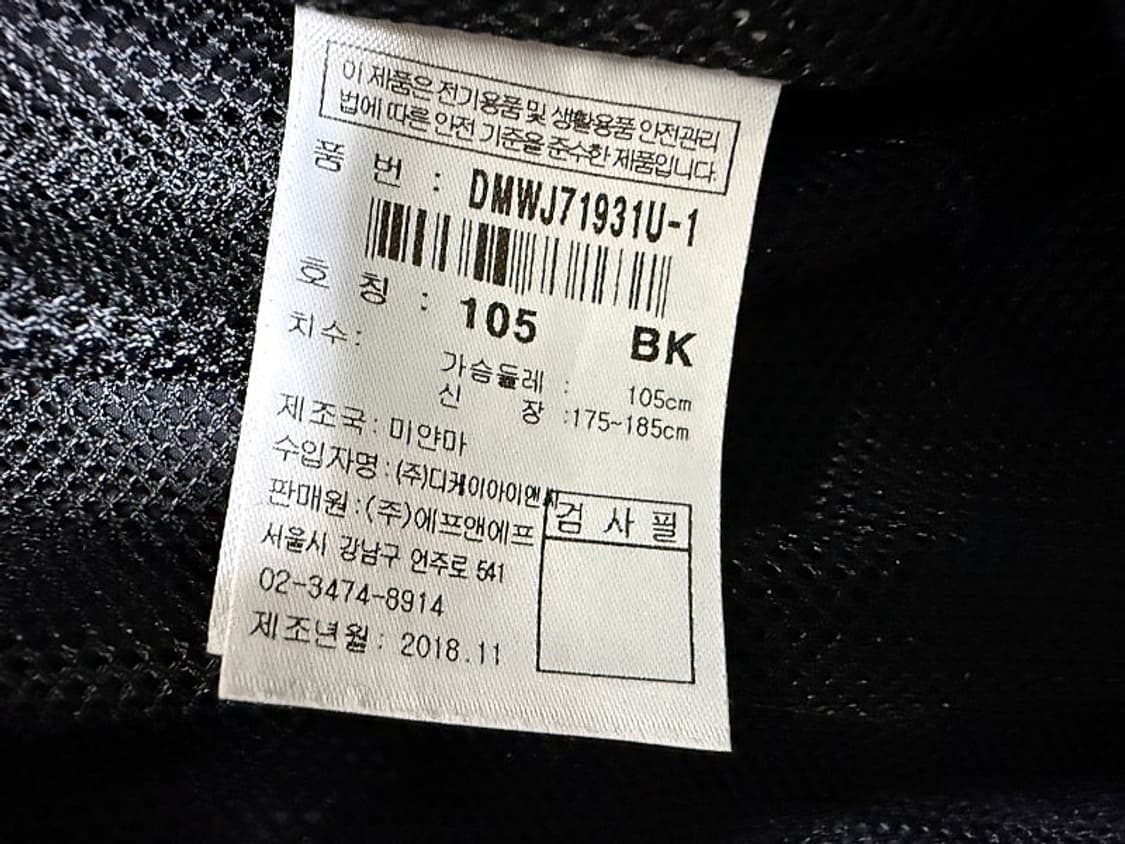 이 제품은 전기용품 및 생활용품 안전관리
법에 따른 안전 기준을 준수한 제품입니다.
품 번 : DMWJ71931U-1
호 칭 : 105 BK
치수:
가슴둘레 : 105cm
신 장 :175~185cm
제조국: 미얀마
수입자명 :(주)디케이아이앤씨
판매원 :(주)에프앤에프
검 사 필
서울시 강남구 언주로 541
02-3474-8914
제조년월: 2018.11